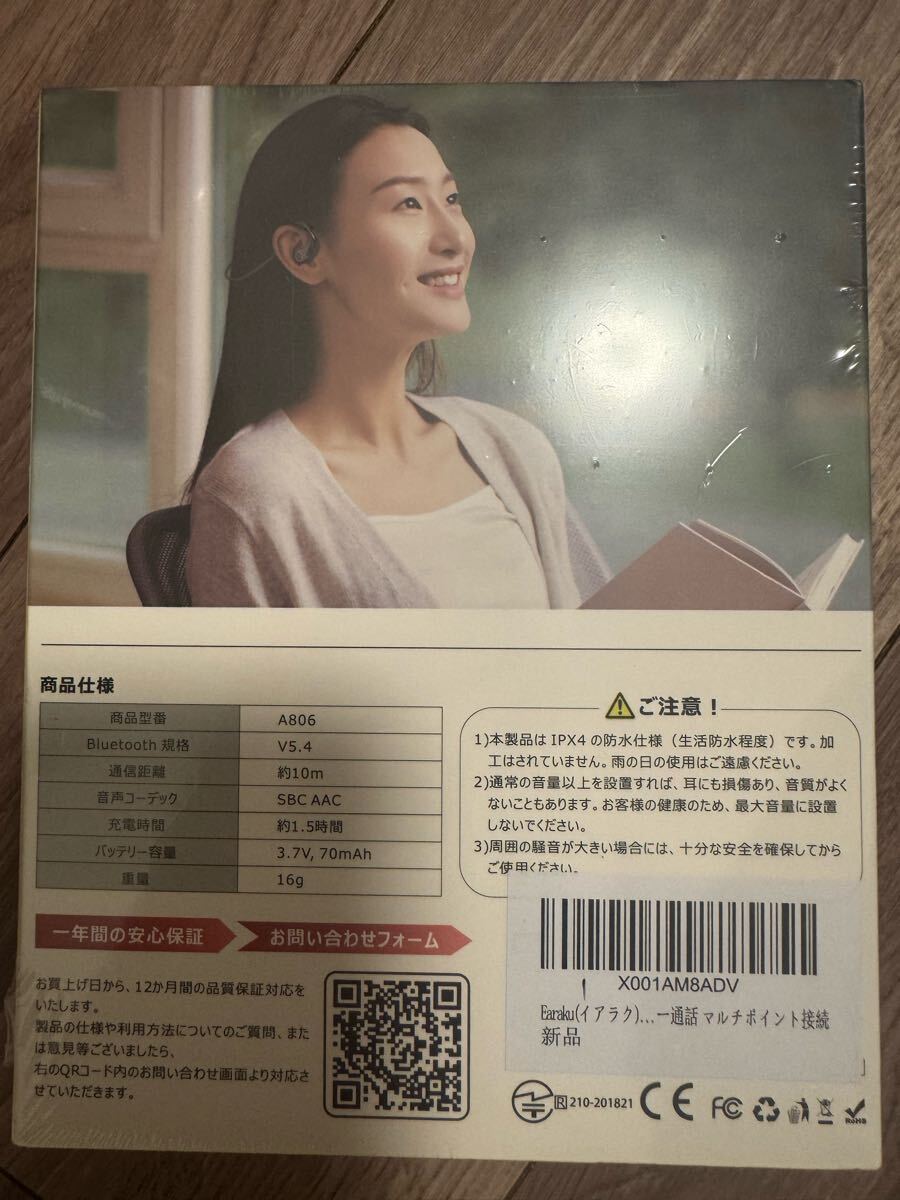 商品仕様
商品型番 A806
Bluetooth 規格 V5.4
通信距離 約10m
音声コーデック SBC AAC
充電時間 約1.5時間
バッテリー容量 3.7V, 70mAh
重量 16g
ご注意！
1)本製品は IPX4 の防水仕様（生活防水程度）です。加
工はされていません。雨の日の使用はご遠慮ください。
2)通常の音量以上を設置すれば、耳にも損傷あり、音質がよく
ないこともあります。お客様の健康のため、最大音量に設置
しないでください。
3)周囲の騒音が大きい場合には、十分な安全を確保してから
ご使用ください。
一年間の安心保証
お問い合わせフォーム
お買上げ日から、12か月間の品質保証対応を
いたします。
製品の仕様や利用方法についてのご質問、また
は意見等ございましたら、
右のQRコード内のお問い合わせ画面より対応さ
せていただきます。
X001AM8ADV
Earaku(イアラク)...ー通話 マルチポイント接続
新品
R 210-201821
CE
FC
RoHS